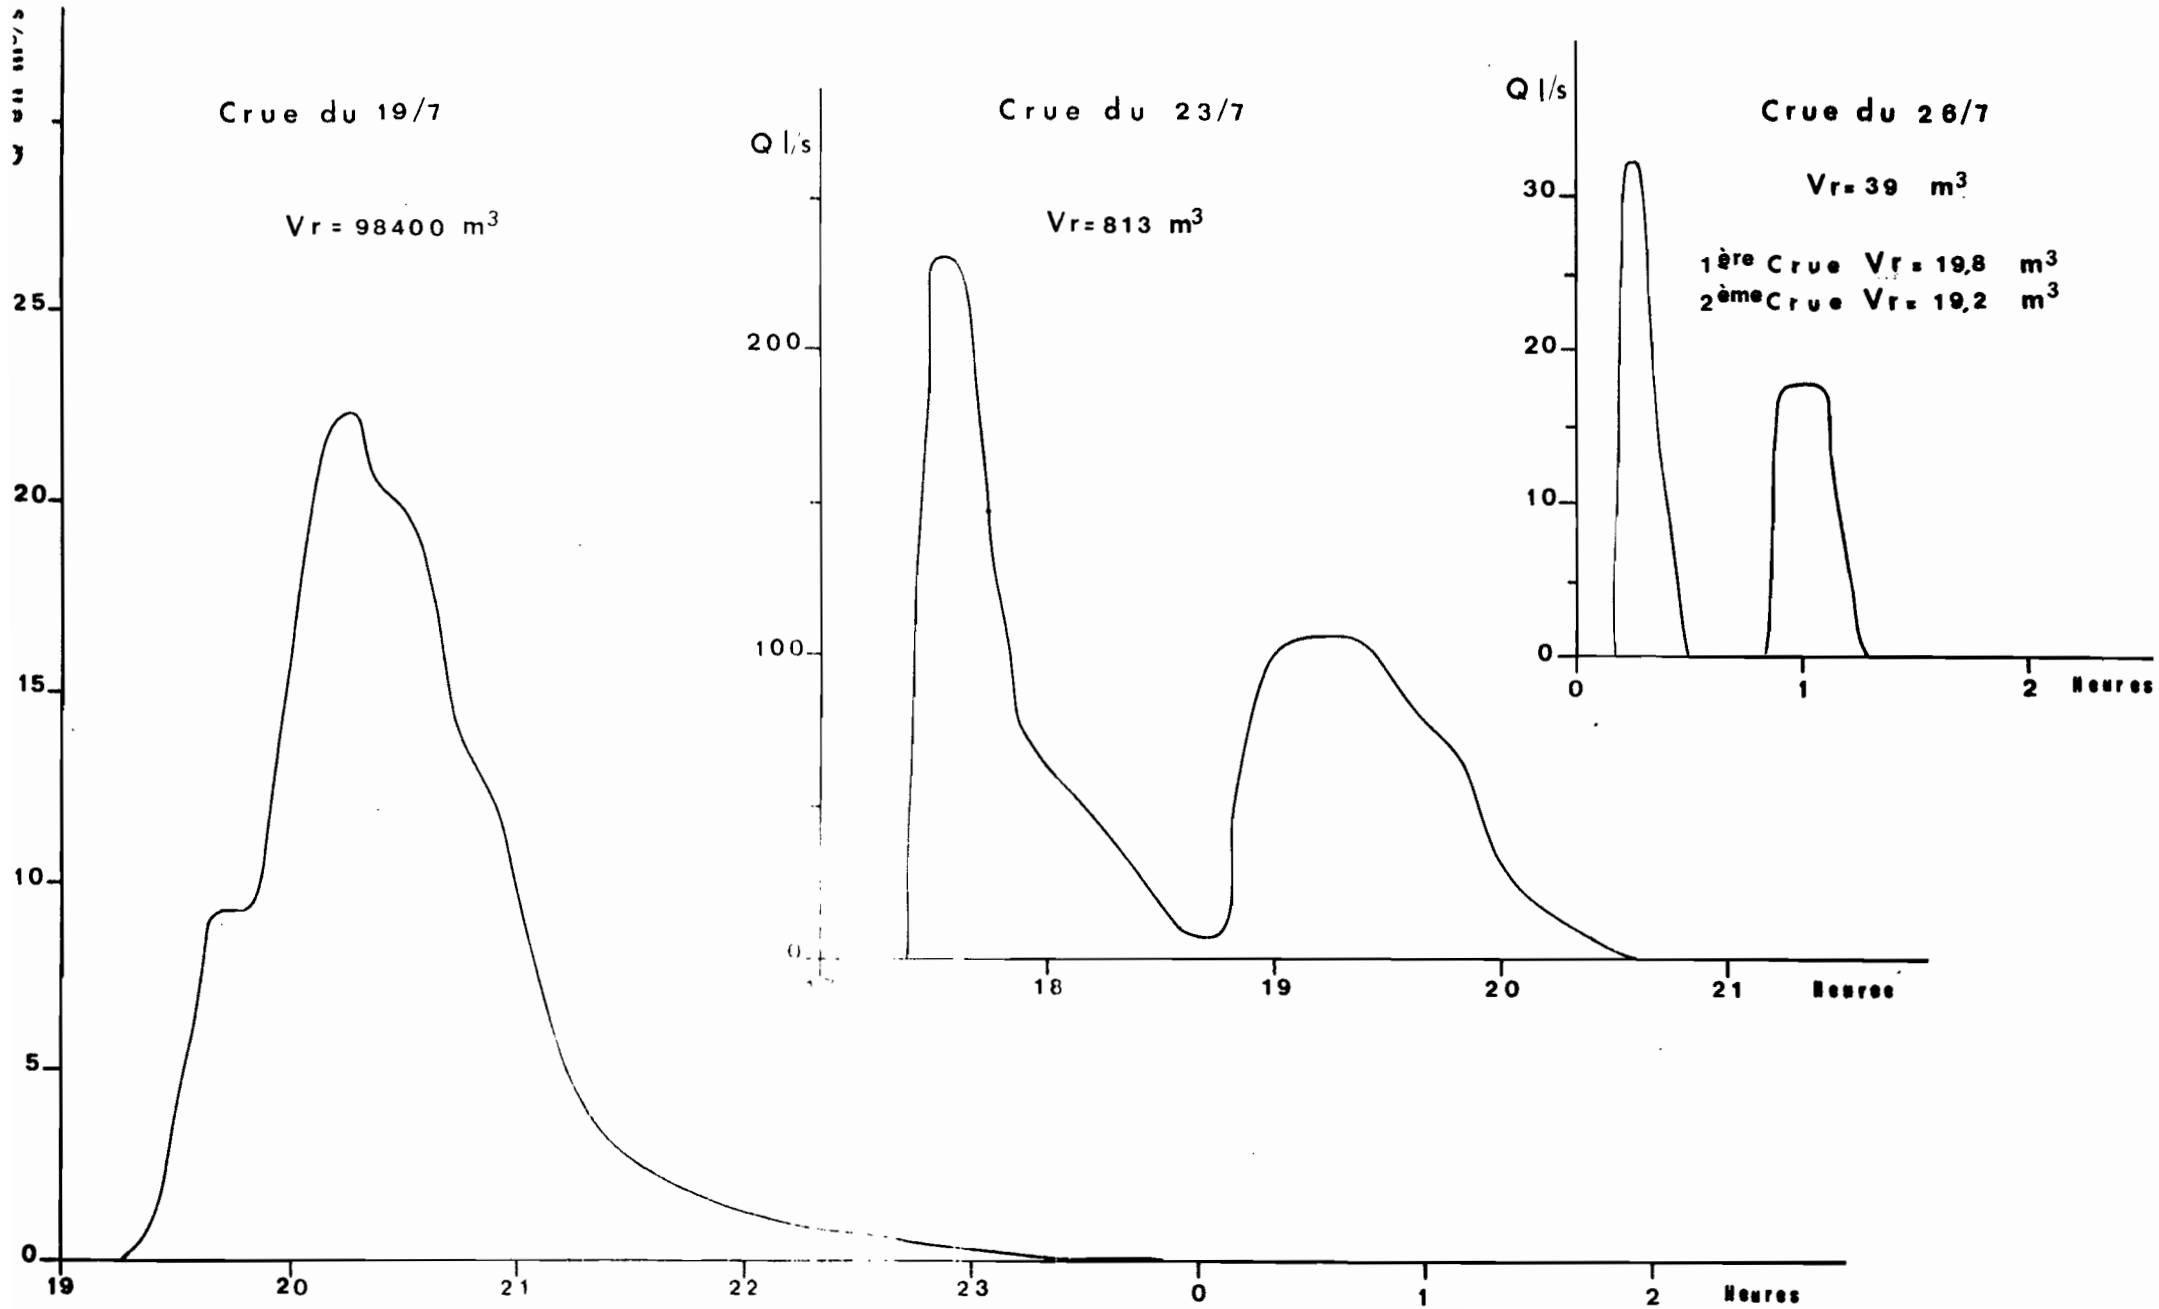 m³/s
Crue du 19/7
Vr = 98400 m³
25
20
15
10
5
0
19 20 21 22 23 0 1 2 Heures
Crue du 23/7
Q l/s
Vr=813 m³
200
100
0
18 19 20 21 Heures
Crue du 26/7
Q l/s
Vr=39 m³
1ère Crue Vr = 19,8 m³
2ème Crue Vr = 19,2 m³
30
20
10
0
0 1 2 Heures